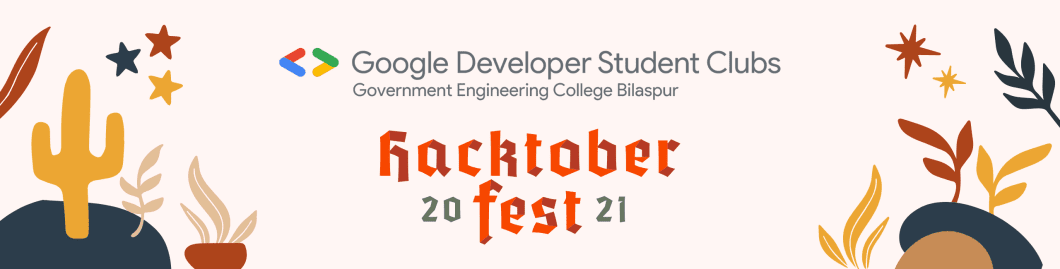 Google Developer Student Clubs
Government Engineering College Bilaspur
hacktober
20 fest 21